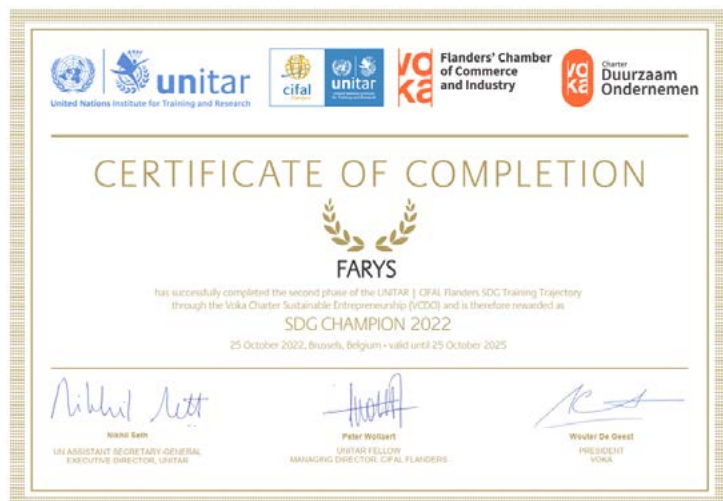 unitar
United Nations Institute for Training and Research
cifal
Flanders
unitar
voka
Flanders' Chamber
of Commerce
and Industry
voka
Charter
Duurzaam
Ondernemen
CERTIFICATE OF COMPLETION
FARYS
has successfully completed the second phase of the UNITAR | CIFAL Flanders SDG Training Trajectory
through the Voka Charter Sustainable Entrepreneurship (VCDO) and is therefore rewarded as
SDG CHAMPION 2022
25 October 2022, Brussels, Belgium - valid until 25 October 2025
Nikhil Seth
UN ASSISTANT SECRETARY-GENERAL
EXECUTIVE DIRECTOR, UNITAR
Peter Wollaert
UNITAR FELLOW
MANAGING DIRECTOR, CIFAL FLANDERS
Wouter De Geest
PRESIDENT
VOKA